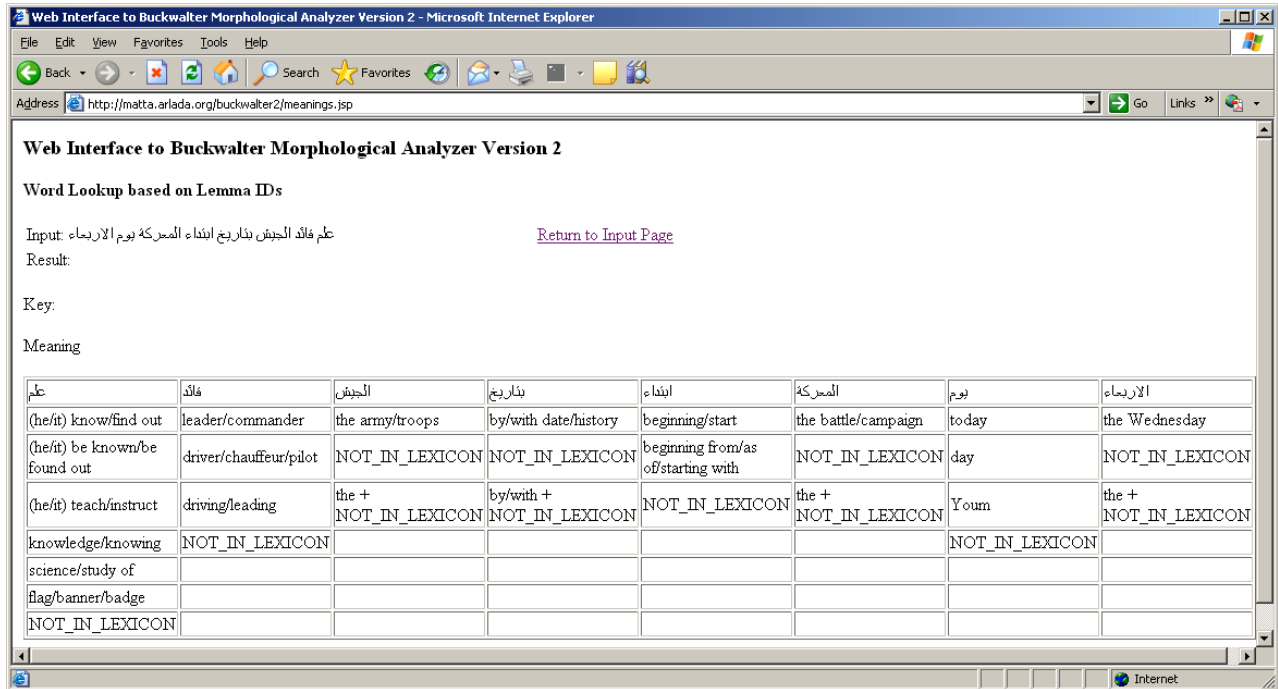 Web Interface to Buckwalter Morphological Analyzer Version 2 - Microsoft Internet Explorer
File Edit View Favorites Tools Help
Back Search Favorites
Address http://matta.arlada.org/buckwalter2/meanings.jsp Go Links »
Web Interface to Buckwalter Morphological Analyzer Version 2
Word Lookup based on Lemma IDs
Input: علم قائد الجيش بتاريخ ابتداء المعركة يوم الاربعاء Return to Input Page
Result:
Key:
Meaning
علم قائد الجيش بتاريخ ابتداء المعركة يوم الاربعاء
(he/it) know/find out leader/commander the army/troops by/with date/history beginning/start the battle/campaign today the Wednesday
(he/it) be known/be found out driver/chauffeur/pilot NOT_IN_LEXICON NOT_IN_LEXICON beginning from/as of/starting with NOT_IN_LEXICON day NOT_IN_LEXICON
(he/it) teach/instruct driving/leading the + NOT_IN_LEXICON by/with + NOT_IN_LEXICON NOT_IN_LEXICON the + NOT_IN_LEXICON Youm the + NOT_IN_LEXICON
knowledge/knowing NOT_IN_LEXICON NOT_IN_LEXICON
science/study of
flag/banner/badge
NOT_IN_LEXICON
Internet